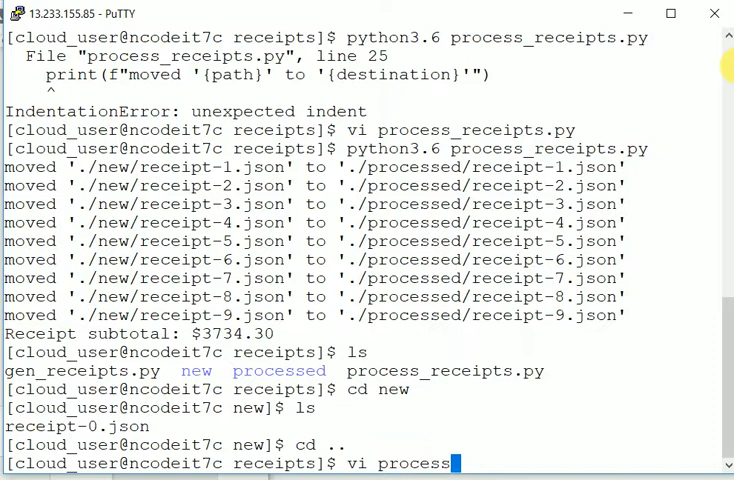 13.233.155.85 - PuTTY
[cloud_user@ncodeit7c receipts]$ python3.6 process_receipts.py
  File "process_receipts.py", line 25
    print(f"moved '{path}' to '{destination}'")
    ^
IndentationError: unexpected indent
[cloud_user@ncodeit7c receipts]$ vi process_receipts.py
[cloud_user@ncodeit7c receipts]$ python3.6 process_receipts.py
moved './new/receipt-1.json' to './processed/receipt-1.json'
moved './new/receipt-2.json' to './processed/receipt-2.json'
moved './new/receipt-3.json' to './processed/receipt-3.json'
moved './new/receipt-4.json' to './processed/receipt-4.json'
moved './new/receipt-5.json' to './processed/receipt-5.json'
moved './new/receipt-6.json' to './processed/receipt-6.json'
moved './new/receipt-7.json' to './processed/receipt-7.json'
moved './new/receipt-8.json' to './processed/receipt-8.json'
moved './new/receipt-9.json' to './processed/receipt-9.json'
Receipt subtotal: $3734.30
[cloud_user@ncodeit7c receipts]$ ls
gen_receipts.py  new  processed  process_receipts.py
[cloud_user@ncodeit7c receipts]$ cd new
[cloud_user@ncodeit7c new]$ ls
receipt-0.json
[cloud_user@ncodeit7c new]$ cd ..
[cloud_user@ncodeit7c receipts]$ vi process